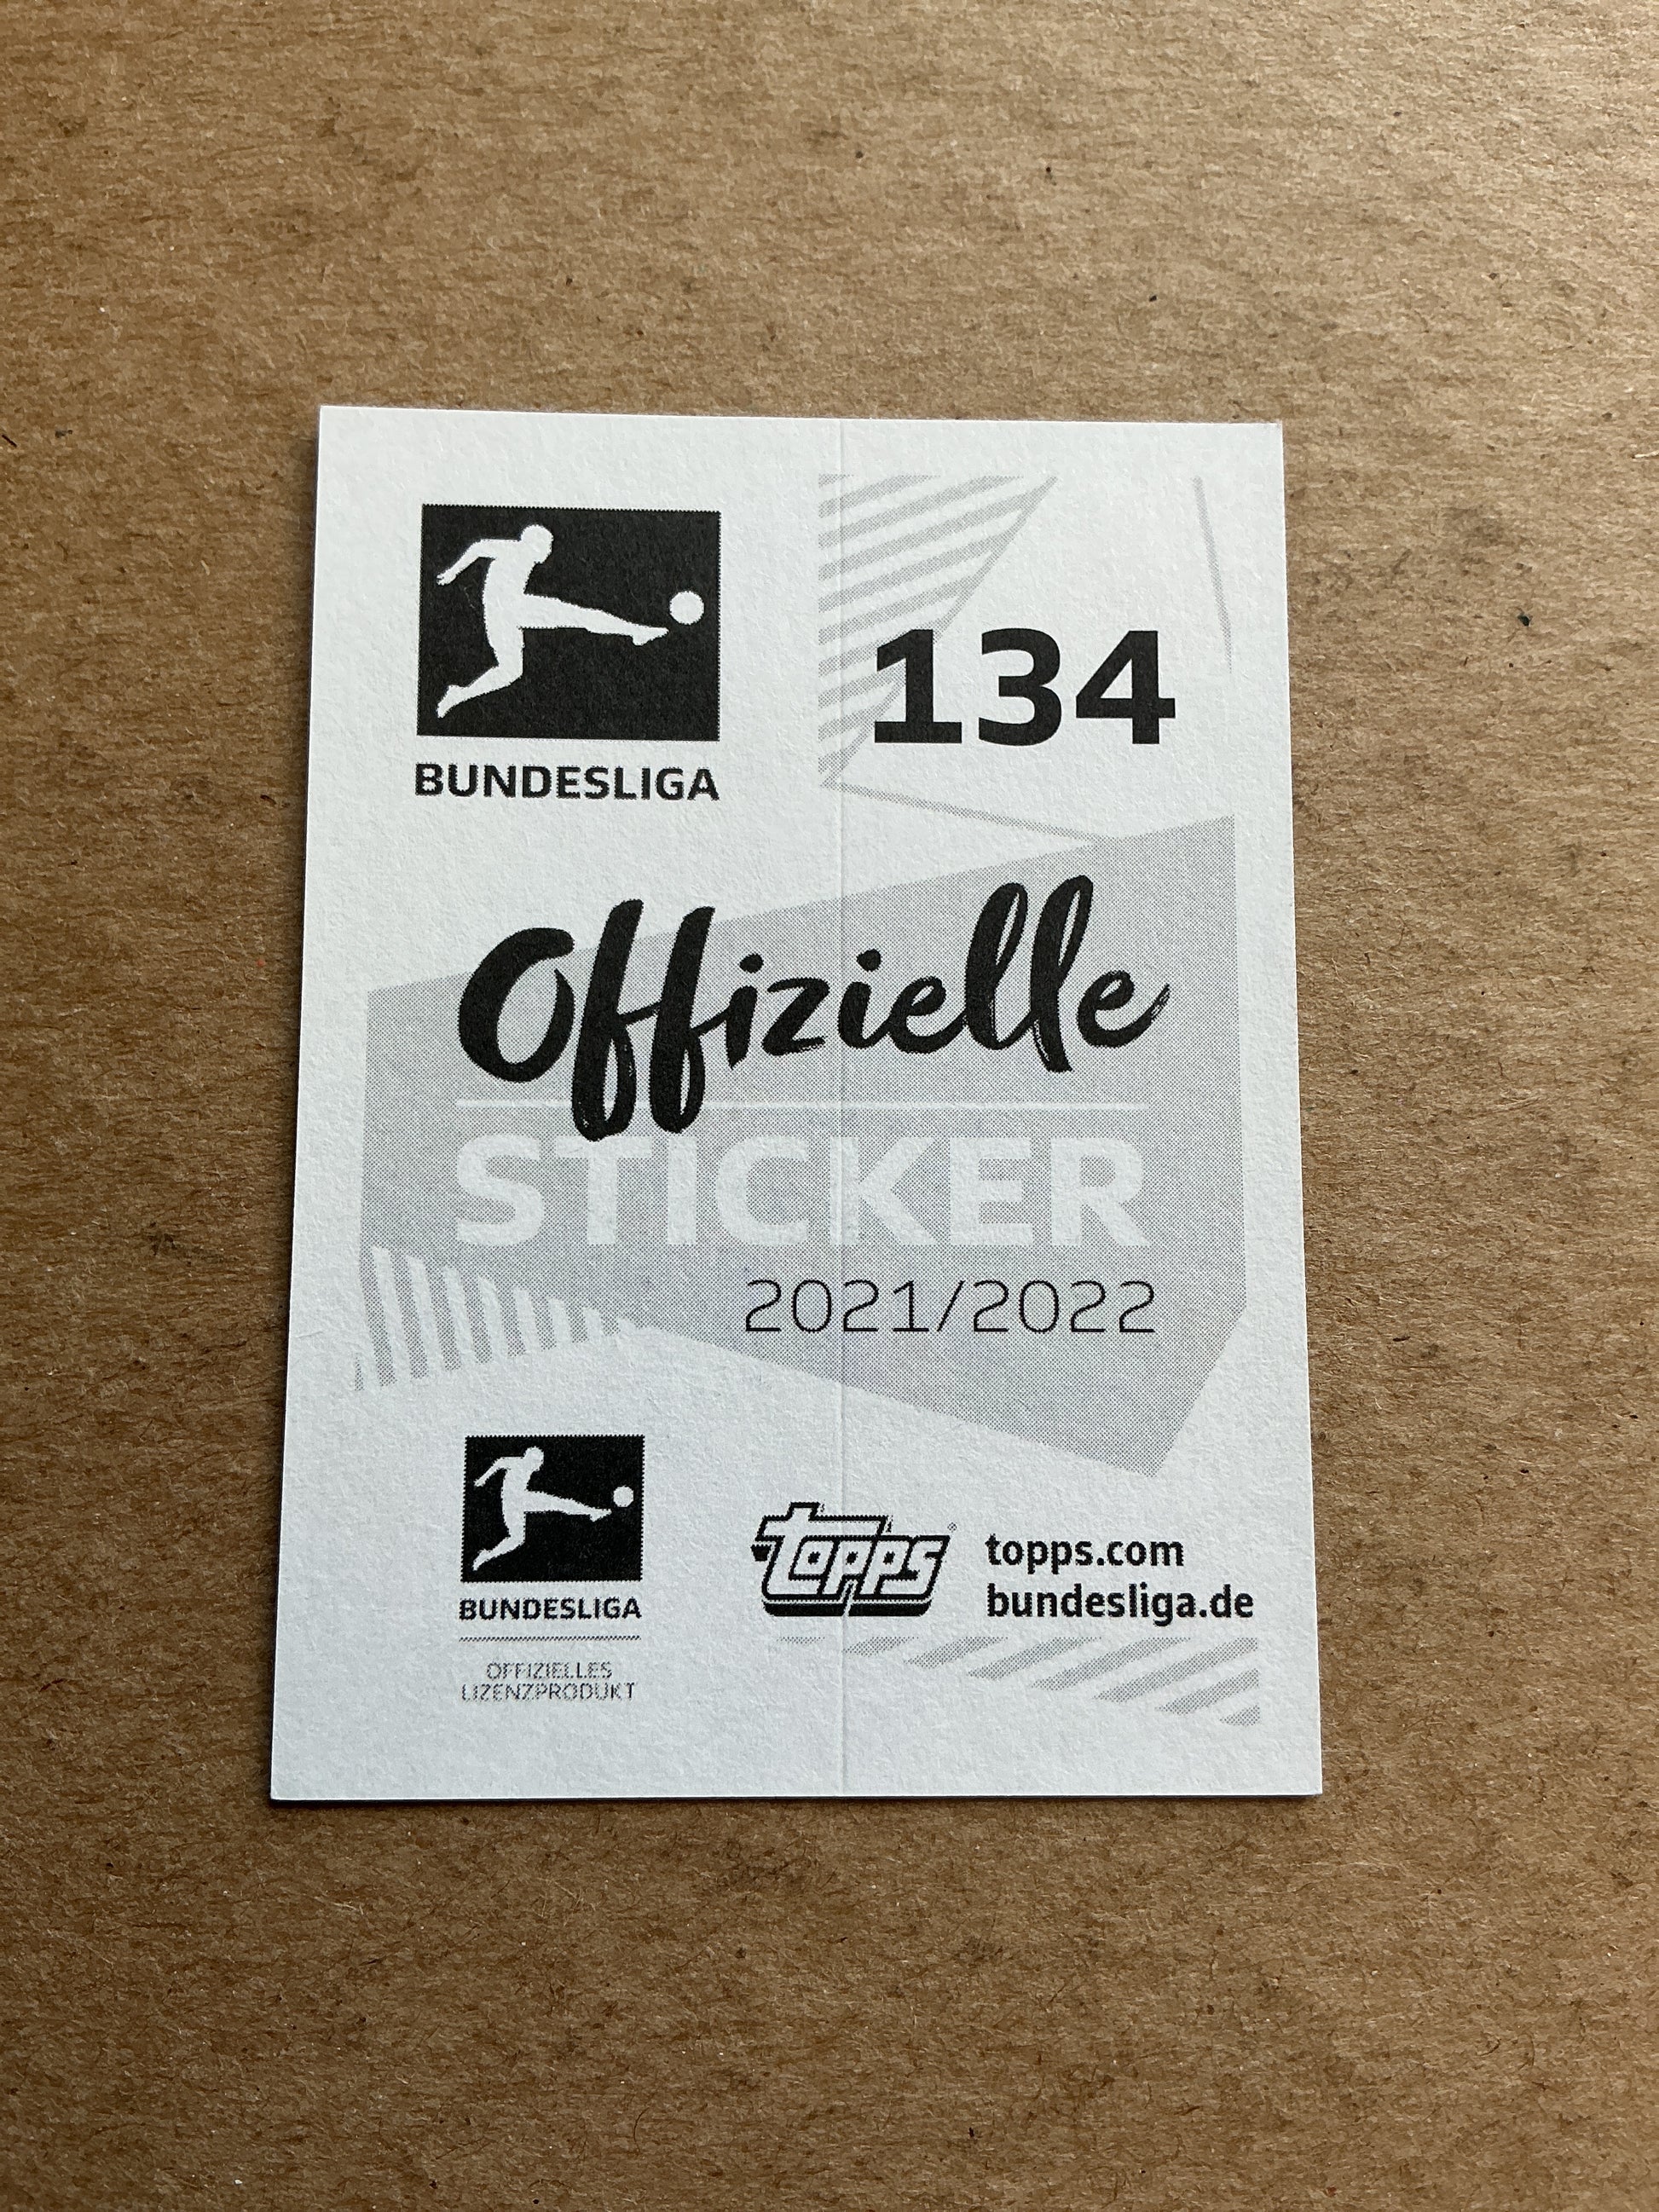 BUNDESLIGA
134
Offizielle
STICKER
2021/2022
BUNDESLIGA
OFFIZIELLES
LIZENZPRODUKT
topps®
topps.com
bundesliga.de